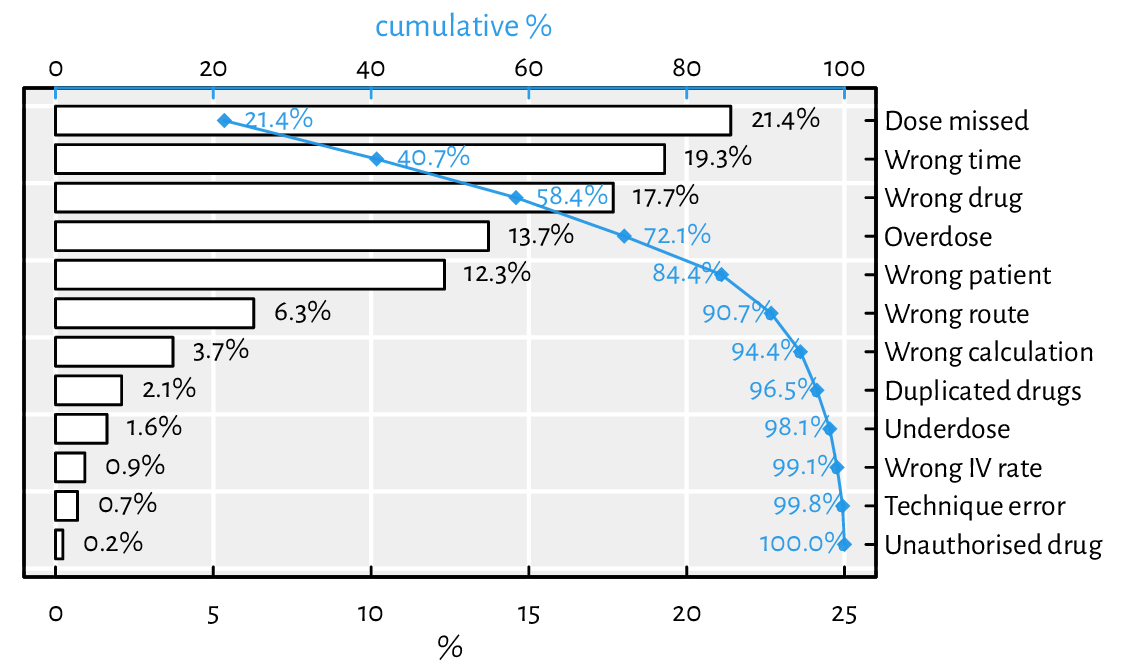 cumulative %
0 20 40 60 80 100
21.4% 21.4% Dose missed
40.7% 19.3% Wrong time
58.4% 17.7% Wrong drug
13.7% 72.1% Overdose
12.3% 84.4% Wrong patient
6.3% 90.7% Wrong route
3.7% 94.4% Wrong calculation
2.1% 96.5% Duplicated drugs
1.6% 98.1% Underdose
0.9% 99.1% Wrong IV rate
0.7% 99.8% Technique error
0.2% 100.0% Unauthorised drug
0 5 10 15 20 25
%